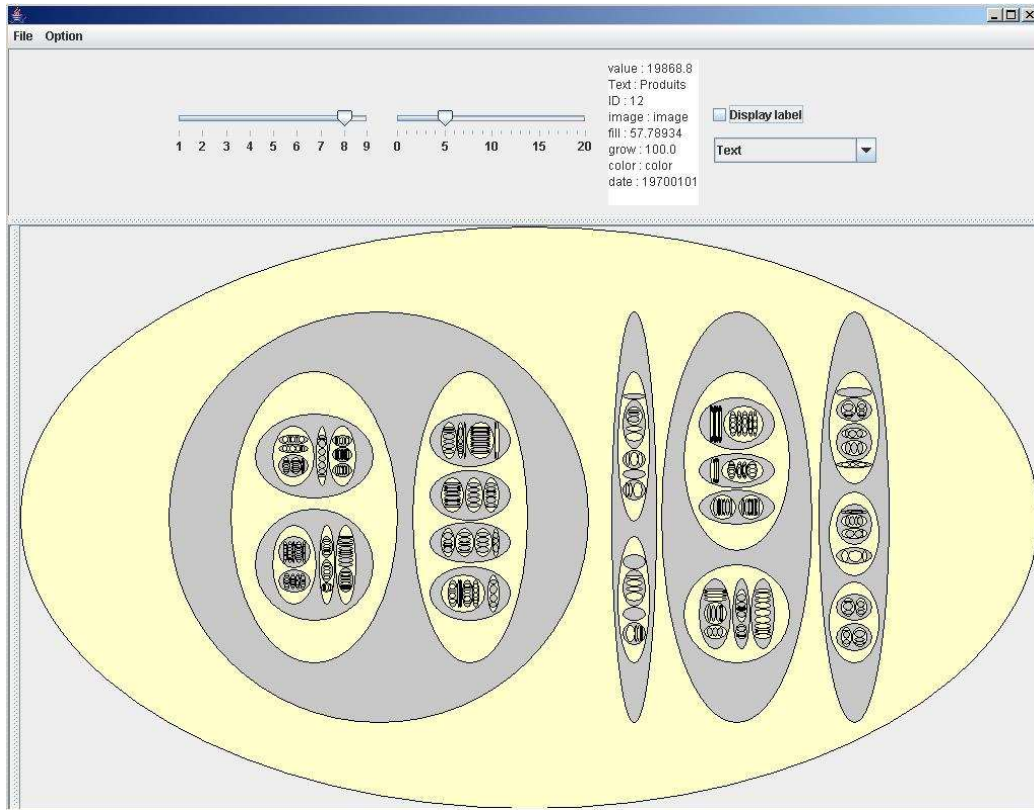 File Option
value : 19868.8
Text : Produits
ID : 12
image : image
fill : 57.78934
grow : 100.0
color : color
date : 19700101
1 2 3 4 5 6 7 8 9
0 5 10 15 20
Display label
Text